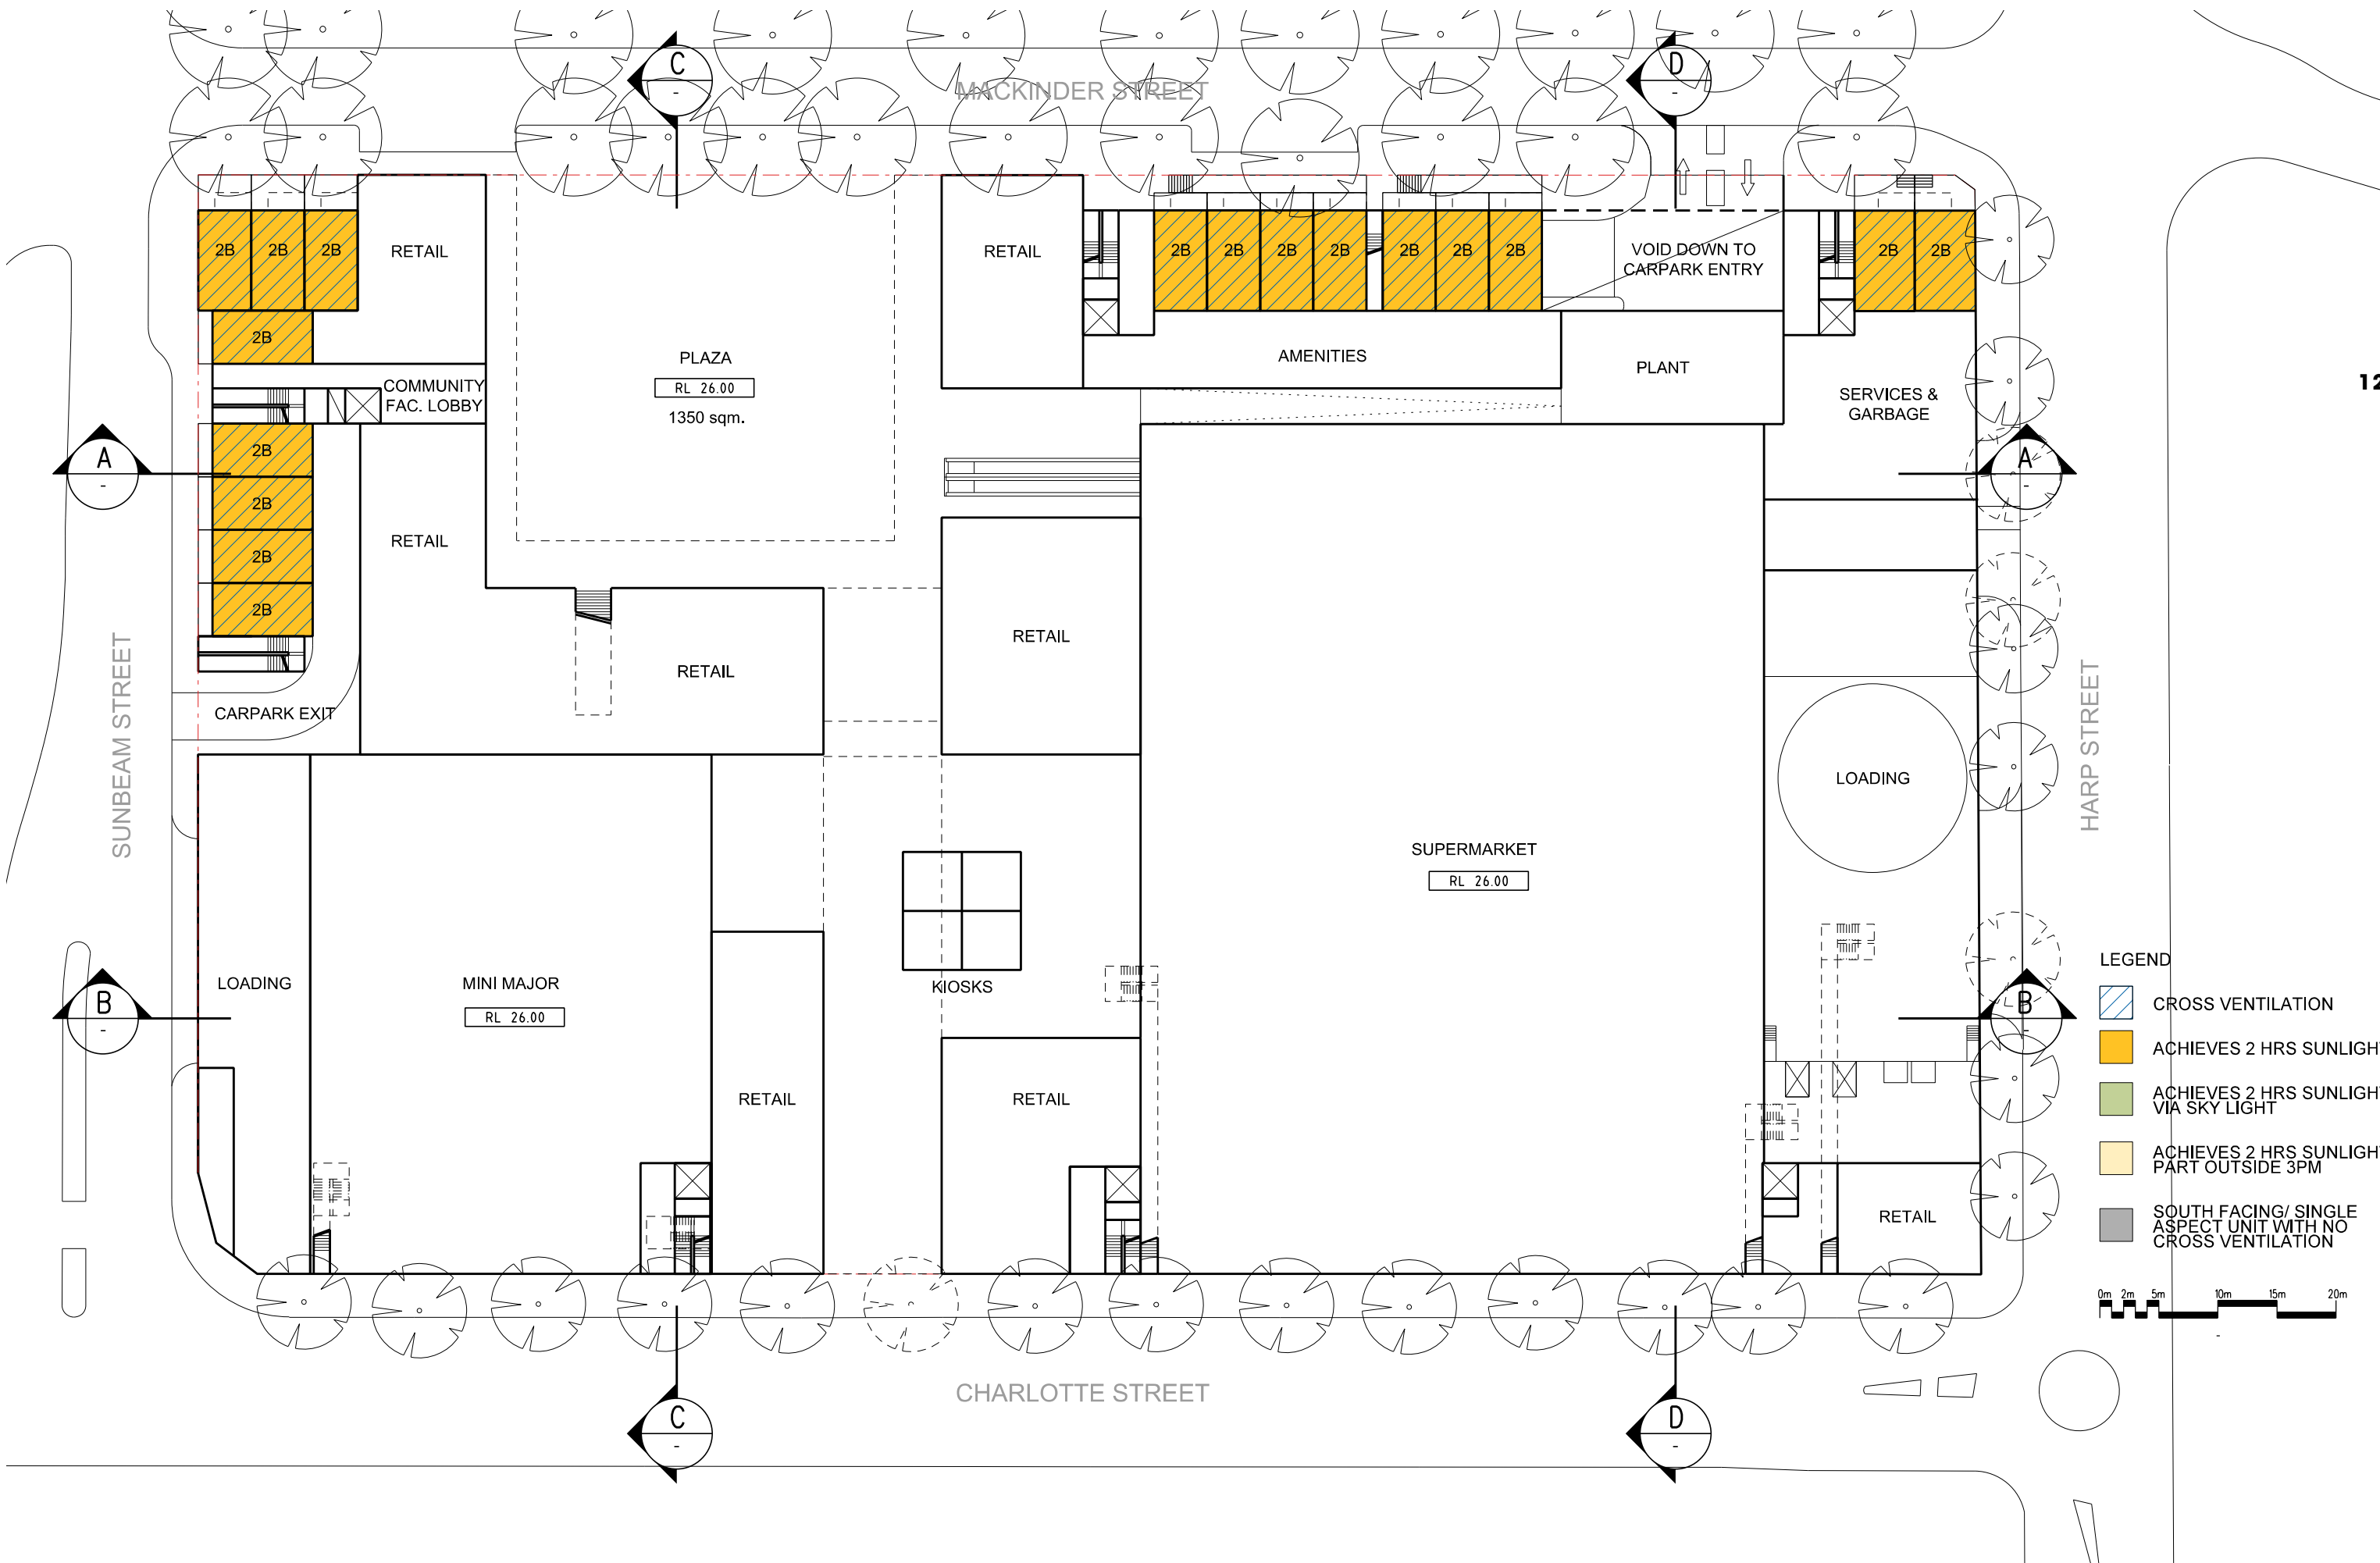 C
-
D
-
MACKINDER STREET
2B
2B
2B
RETAIL
RETAIL
2B
2B
2B
2B
2B
2B
2B
VOID DOWN TO
CARPARK ENTRY
2B
2B
2B
PLAZA
RL 26.00
1350 sqm.
AMENITIES
PLANT
COMMUNITY
FAC. LOBBY
SERVICES &
GARBAGE
12
A
-
2B
2B
2B
2B
RETAIL
A
-
RETAIL
RETAIL
SUNBEAM STREET
CARPARK EXIT
HARP STREET
LOADING
SUPERMARKET
RL 26.00
LOADING
MINI MAJOR
RL 26.00
KIOSKS
B
-
B
-
RETAIL
RETAIL
RETAIL
LEGEND
CROSS VENTILATION
ACHIEVES 2 HRS SUNLIGHT
ACHIEVES 2 HRS SUNLIGHT
VIA SKY LIGHT
ACHIEVES 2 HRS SUNLIGHT
PART OUTSIDE 3PM
SOUTH FACING/ SINGLE
ASPECT UNIT WITH NO
CROSS VENTILATION
0m 2m 5m 10m 15m 20m
-
CHARLOTTE STREET
C
-
D
-